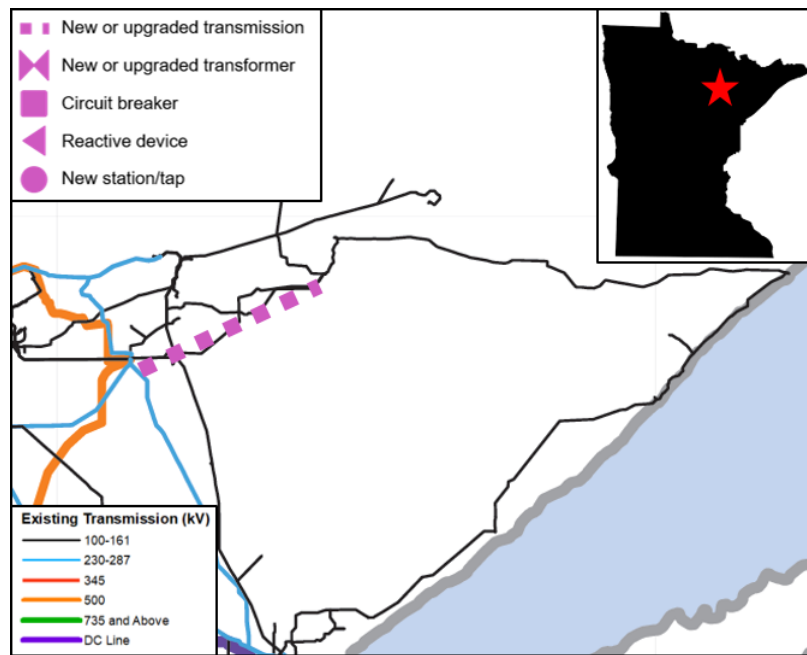 New or upgraded transmission
New or upgraded transformer
Circuit breaker
Reactive device
New station/tap
Existing Transmission (kV)
100-161
230-287
345
500
735 and Above
DC Line